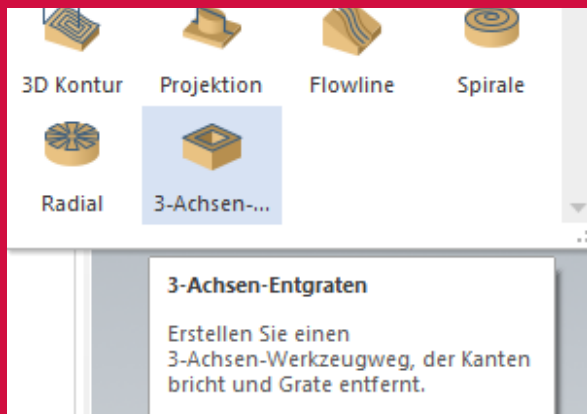 3D Kontur Projektion Flowline Spirale
Radial 3-Achsen-...
3-Achsen-Entgraten
Erstellen Sie einen
3-Achsen-Werkzeugweg, der Kanten
bricht und Grate entfernt.